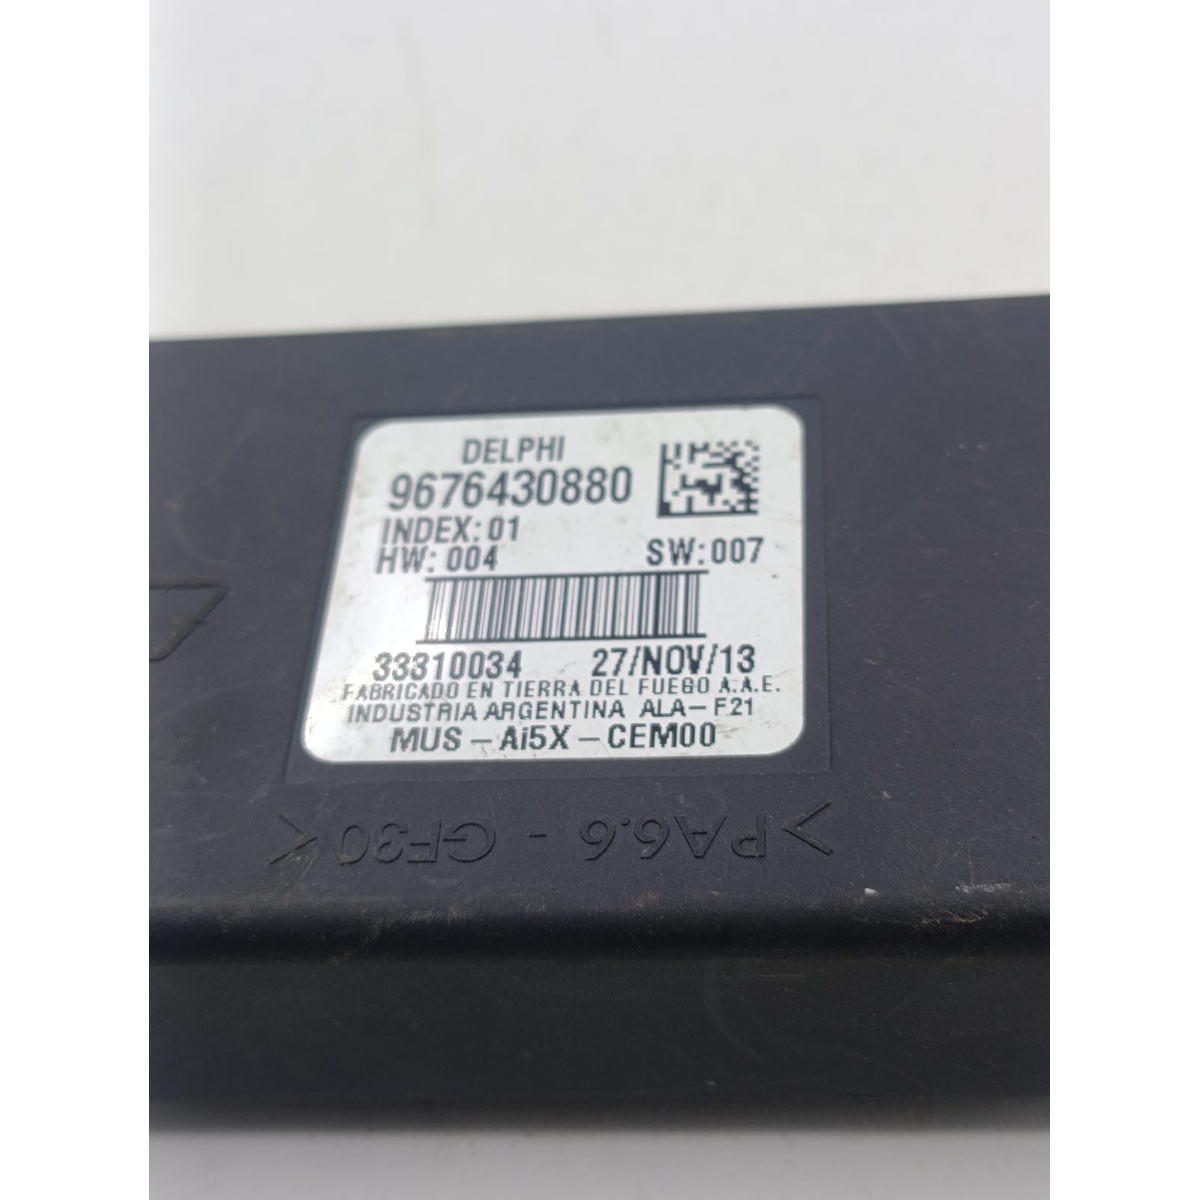 DELPHI
9676430880
INDEX:01
HW:004 SW:007
33310034 27/NOV/13
FABRICADO EN TIERRA DEL FUEGO A.A.E.
INDUSTRIA ARGENTINA ALA-F21
MUS-Ai5X-CEM00
>PA6.6-GF30<